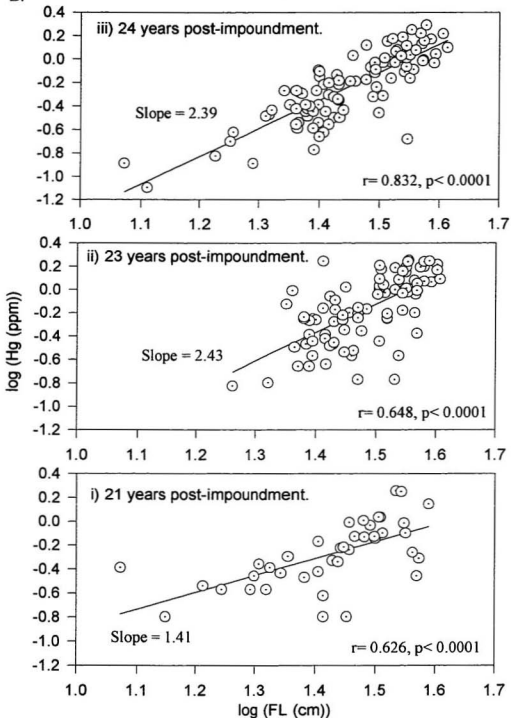 0.4
0.2
0.0
-0.2
-0.4
-0.6
-0.8
-1.0
-1.2
iii) 24 years post-impoundment.
Slope = 2.39
r= 0.832, p< 0.0001
1.0 1.1 1.2 1.3 1.4 1.5 1.6 1.7
log (Hg (ppm))
0.4
0.2
0.0
-0.2
-0.4
-0.6
-0.8
-1.0
-1.2
ii) 23 years post-impoundment.
Slope = 2.43
r= 0.648, p< 0.0001
1.0 1.1 1.2 1.3 1.4 1.5 1.6 1.7
0.4
0.2
0.0
-0.2
-0.4
-0.6
-0.8
-1.0
-1.2
i) 21 years post-impoundment.
Slope = 1.41
r= 0.626, p< 0.0001
1.0 1.1 1.2 1.3 1.4 1.5 1.6 1.7
log (FL (cm))